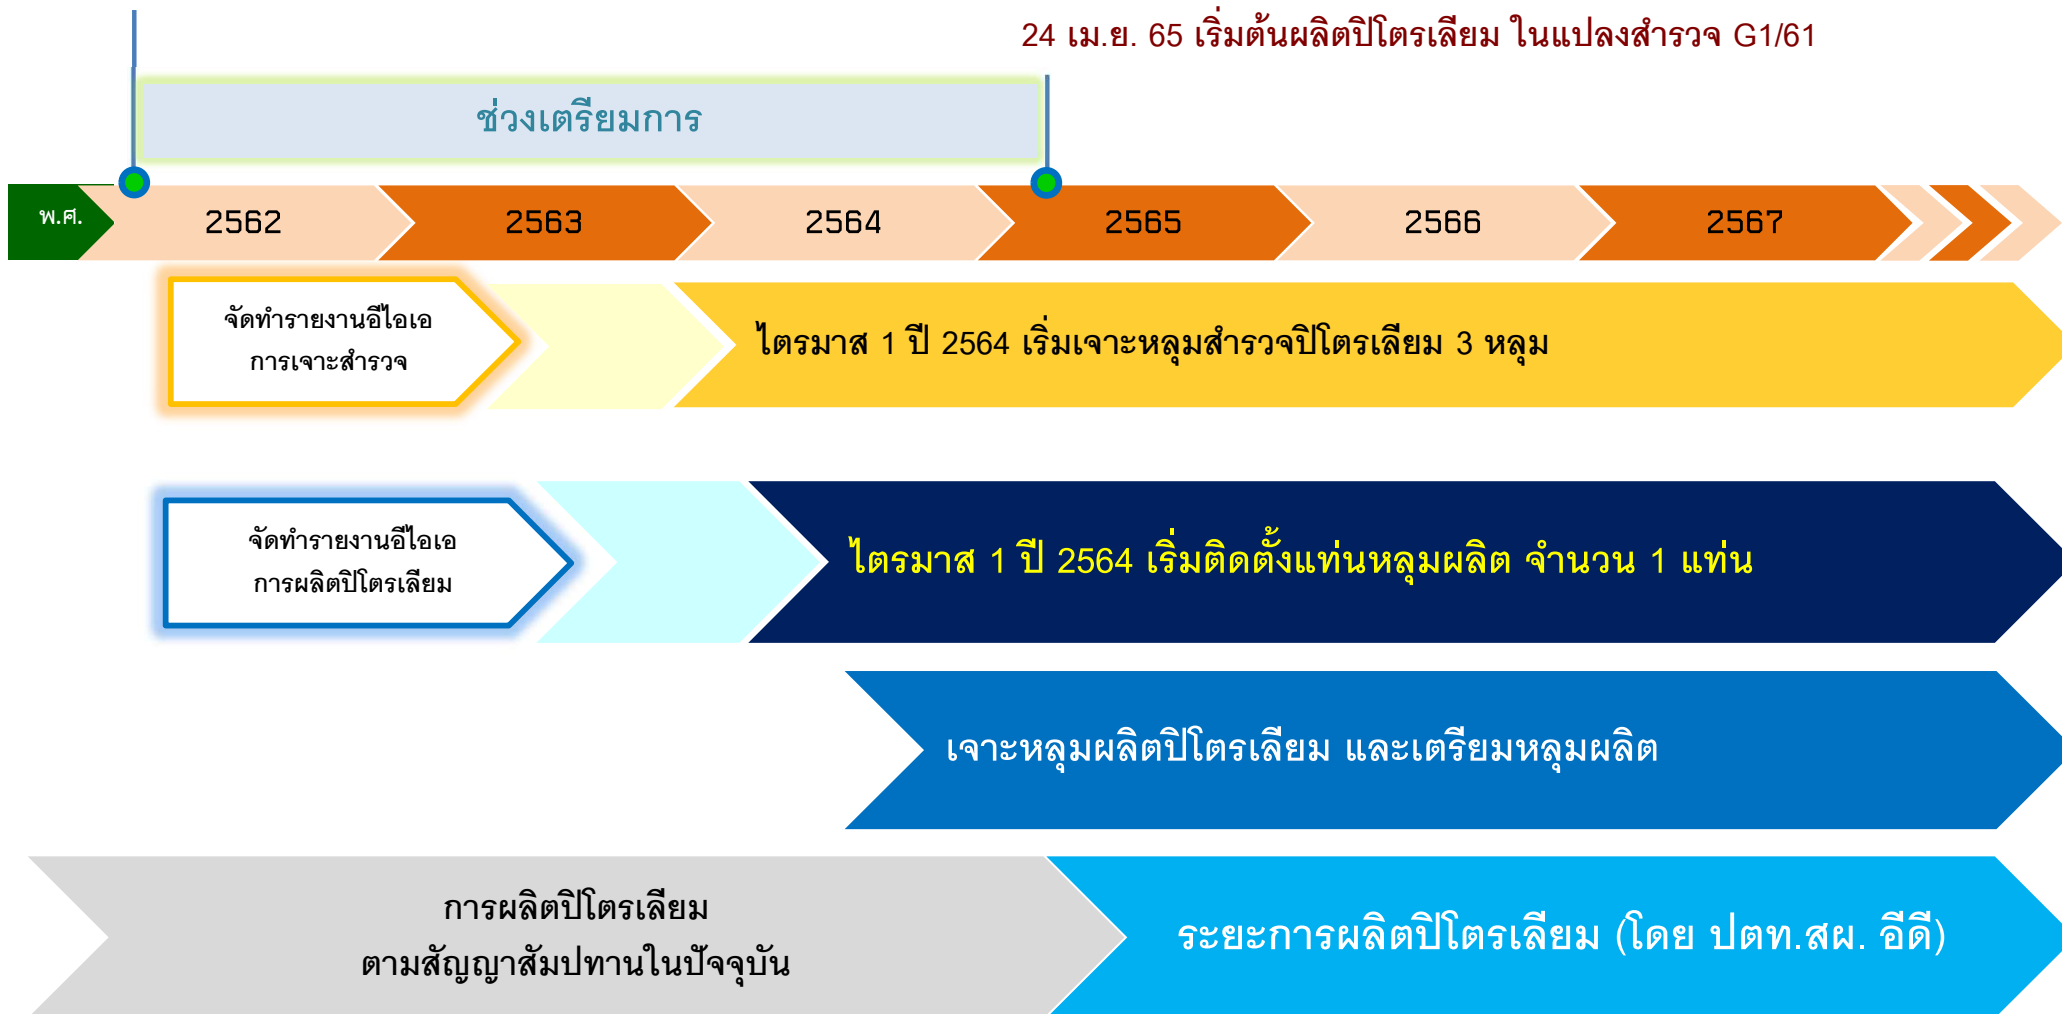 24 เม.ย. 65 เริ่มต้นผลิตปิโตรเลียม ในแปลงสำรวจ G1/61
ช่วงเตรียมการ
พ.ศ.
2562
2563
2564
2565
2566
2567
จัดทำรายงานอีไอเอ
การเจาะสำรวจ
ไตรมาส 1 ปี 2564 เริ่มเจาะหลุมสำรวจปิโตรเลียม 3 หลุม
จัดทำรายงานอีไอเอ
การผลิตปิโตรเลียม
ไตรมาส 1 ปี 2564 เริ่มติดตั้งแท่นหลุมผลิต จำนวน 1 แท่น
เจาะหลุมผลิตปิโตรเลียม และเตรียมหลุมผลิต
การผลิตปิโตรเลียม
ตามสัญญาสัมปทานในปัจจุบัน
ระยะการผลิตปิโตรเลียม (โดย ปตท.สผ. อีดี)